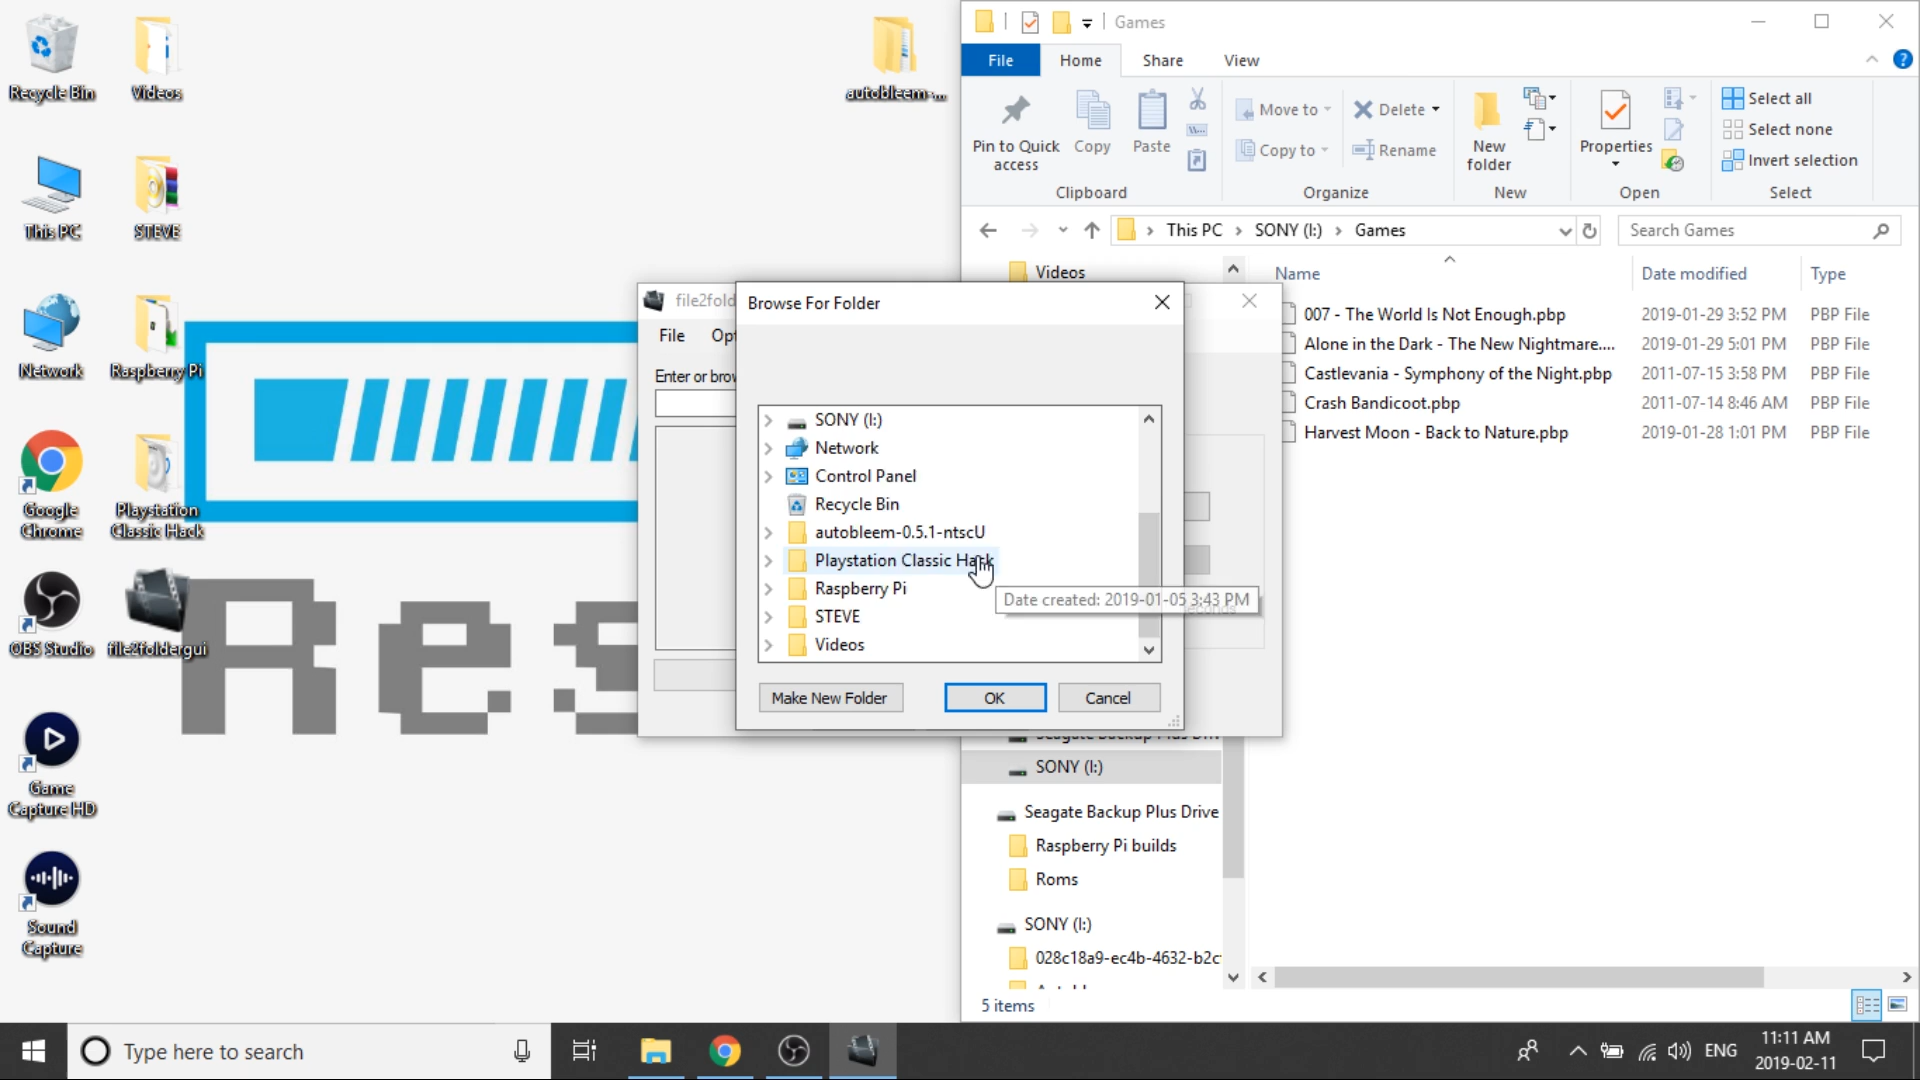 Recycle Bin
Videos
This PC
STEVE
Network
Raspberry Pi
Google
Chrome
Playstation
Classic Hack
OBS Studio
file2foldergui
Game
Capture HD
Sound
Capture
autobleem-...
Res
Games
File
Home
Share
View
Pin to Quick
access
Copy
Paste
Clipboard
Move to
Copy to
Delete
Rename
Organize
New
folder
New
Properties
Open
Select all
Select none
Invert selection
Select
This PC
SONY (I:)
Games
Search Games
Videos
Name
Date modified
Type
007 - The World Is Not Enough.pbp
2019-01-29 3:52 PM
PBP File
Alone in the Dark - The New Nightmare....
2019-01-29 5:01 PM
PBP File
Castlevania - Symphony of the Night.pbp
2011-07-15 3:58 PM
PBP File
Crash Bandicoot.pbp
2011-07-14 8:46 AM
PBP File
Harvest Moon - Back to Nature.pbp
2019-01-28 1:01 PM
PBP File
file2fold
File
Opt
Enter or brow
Browse For Folder
SONY (I:)
Network
Control Panel
Recycle Bin
autobleem-0.5.1-ntscU
Playstation Classic Hack
Raspberry Pi
STEVE
Videos
Date created: 2019-01-05 3:43 PM
Make New Folder
OK
Cancel
Seagate Backup Plus Driv
SONY (I:)
Seagate Backup Plus Drive
Raspberry Pi builds
Roms
SONY (I:)
028c18a9-ec4b-4632-b2c
5 items
Type here to search
ENG
11:11 AM
2019-02-11